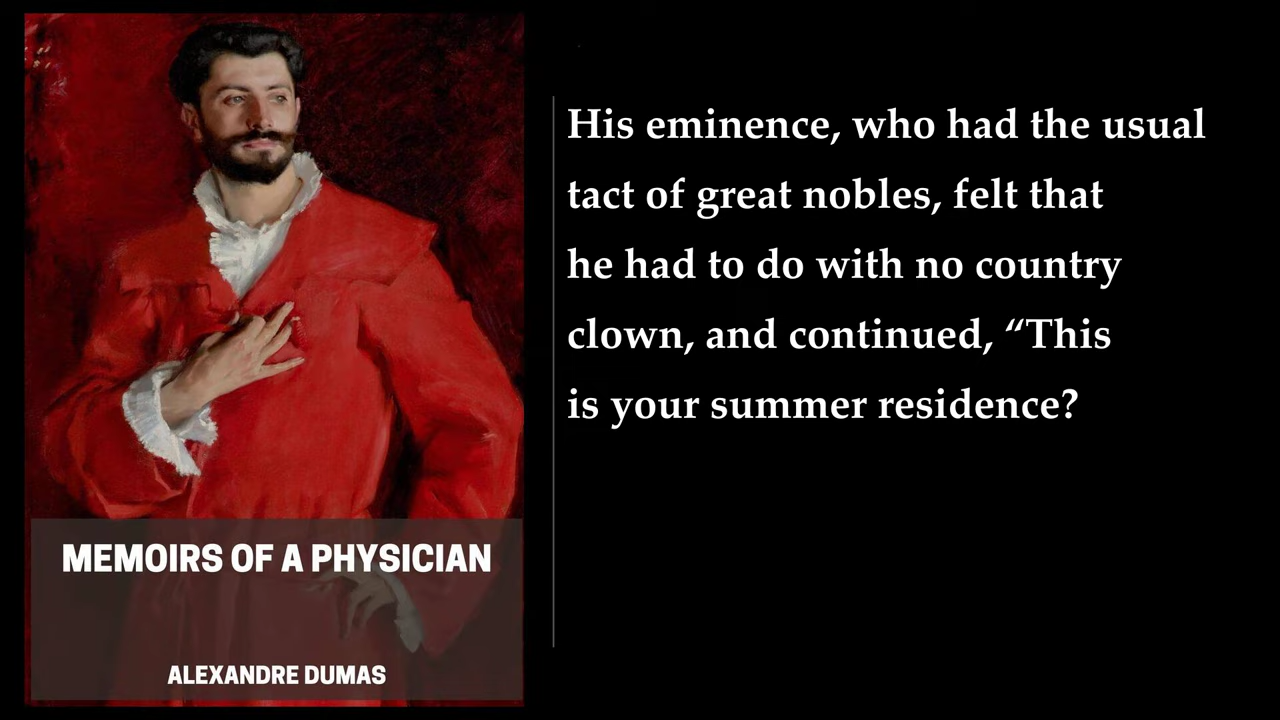 MEMOIRS OF A PHYSICIAN
ALEXANDRE DUMAS
His eminence, who had the usual
tact of great nobles, felt that
he had to do with no country
clown, and continued, “This
is your summer residence?